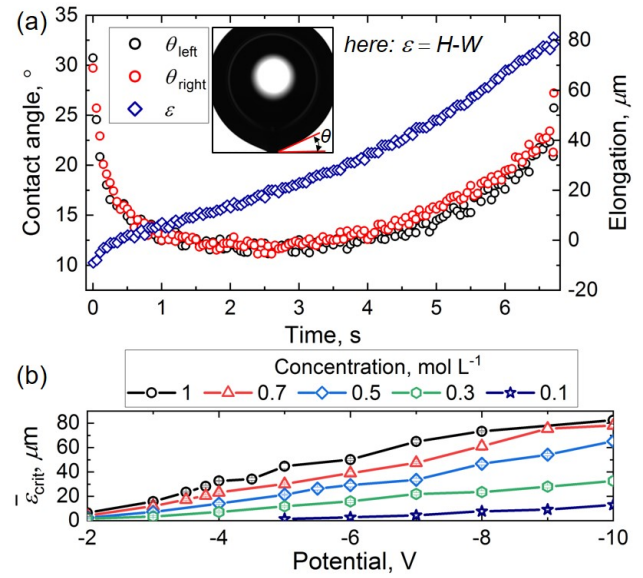 (a)
θleft
θright
ε
here: ε = H-W
θ
35
30
25
20
15
10
Contact angle, °
80
60
40
20
0
-20
Elongation, μm
0 1 2 3 4 5 6
Time, s
(b)
Concentration, mol L⁻¹
1 0.7 0.5 0.3 0.1
80
60
40
20
0
ε̄crit, μm
-2 -4 -6 -8 -10
Potential, V